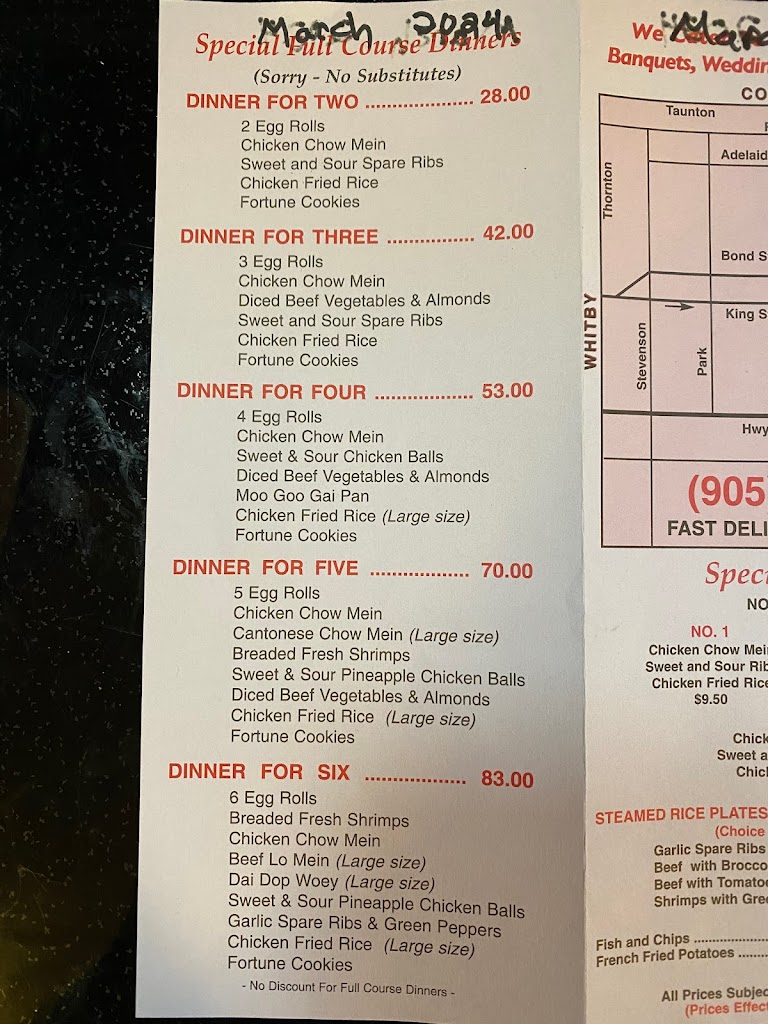 March 2024
Special Full Course Dinners
(Sorry - No Substitutes)
DINNER FOR TWO ..................... 28.00
2 Egg Rolls
Chicken Chow Mein
Sweet and Sour Spare Ribs
Chicken Fried Rice
Fortune Cookies
DINNER FOR THREE ................ 42.00
3 Egg Rolls
Chicken Chow Mein
Diced Beef Vegetables & Almonds
Sweet and Sour Spare Ribs
Chicken Fried Rice
Fortune Cookies
DINNER FOR FOUR .................. 53.00
4 Egg Rolls
Chicken Chow Mein
Sweet & Sour Chicken Balls
Diced Beef Vegetables & Almonds
Moo Goo Gai Pan
Chicken Fried Rice (Large size)
Fortune Cookies
DINNER FOR FIVE .................. 70.00
5 Egg Rolls
Chicken Chow Mein
Cantonese Chow Mein (Large size)
Breaded Fresh Shrimps
Sweet & Sour Pineapple Chicken Balls
Diced Beef Vegetables & Almonds
Chicken Fried Rice (Large size)
Fortune Cookies
DINNER FOR SIX .................. 83.00
6 Egg Rolls
Breaded Fresh Shrimps
Chicken Chow Mein
Beef Lo Mein (Large size)
Dai Dop Woey (Large size)
Sweet & Sour Pineapple Chicken Balls
Garlic Spare Ribs & Green Peppers
Chicken Fried Rice (Large size)
Fortune Cookies
- No Discount For Full Course Dinners -
We
Banquets, Weddin
CO
Taunton
Adelaid
Thornton
Bond S
WHITBY
King S
Stevenson
Park
Hwy
(905)
FAST DELI
Speci
NO
NO. 1
Chicken Chow Mei
Sweet and Sour Rib
Chicken Fried Rice
$9.50
Chick
Sweet a
Chic
STEAMED RICE PLATES
(Choice
Garlic Spare Ribs
Beef with Brocco
Beef with Tomatoe
Shrimps with Gree
Fish and Chips ..................
French Fried Potatoes ........
All Prices Subjec
(Prices Effect